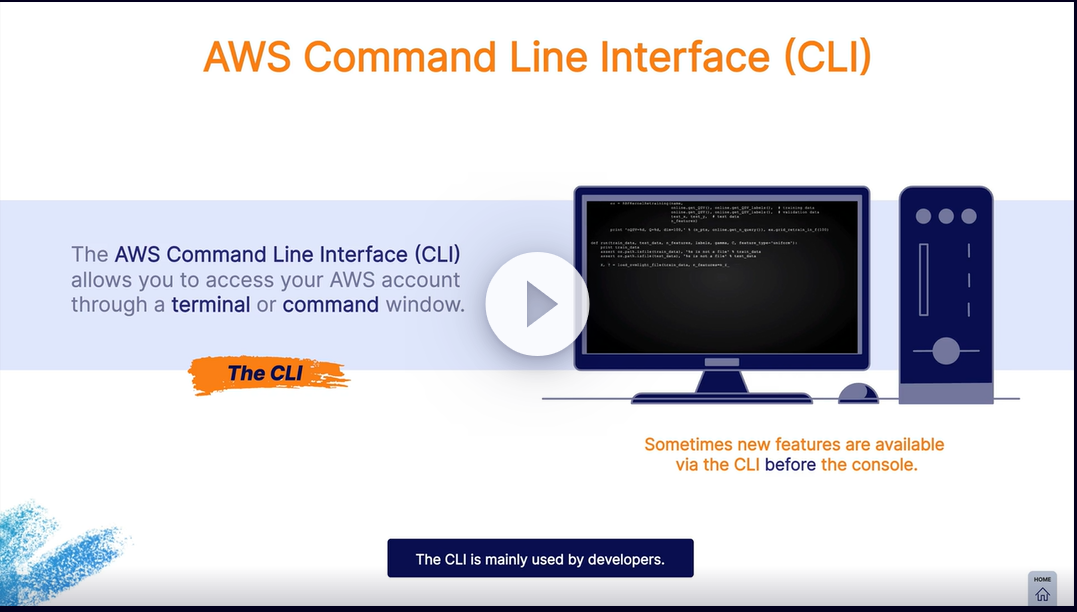 AWS Command Line Interface (CLI)
The AWS Command Line Interface (CLI)
allows you to access your AWS account
through a terminal or command window.
The CLI
Sometimes new features are available
via the CLI before the console.
The CLI is mainly used by developers.
HOME